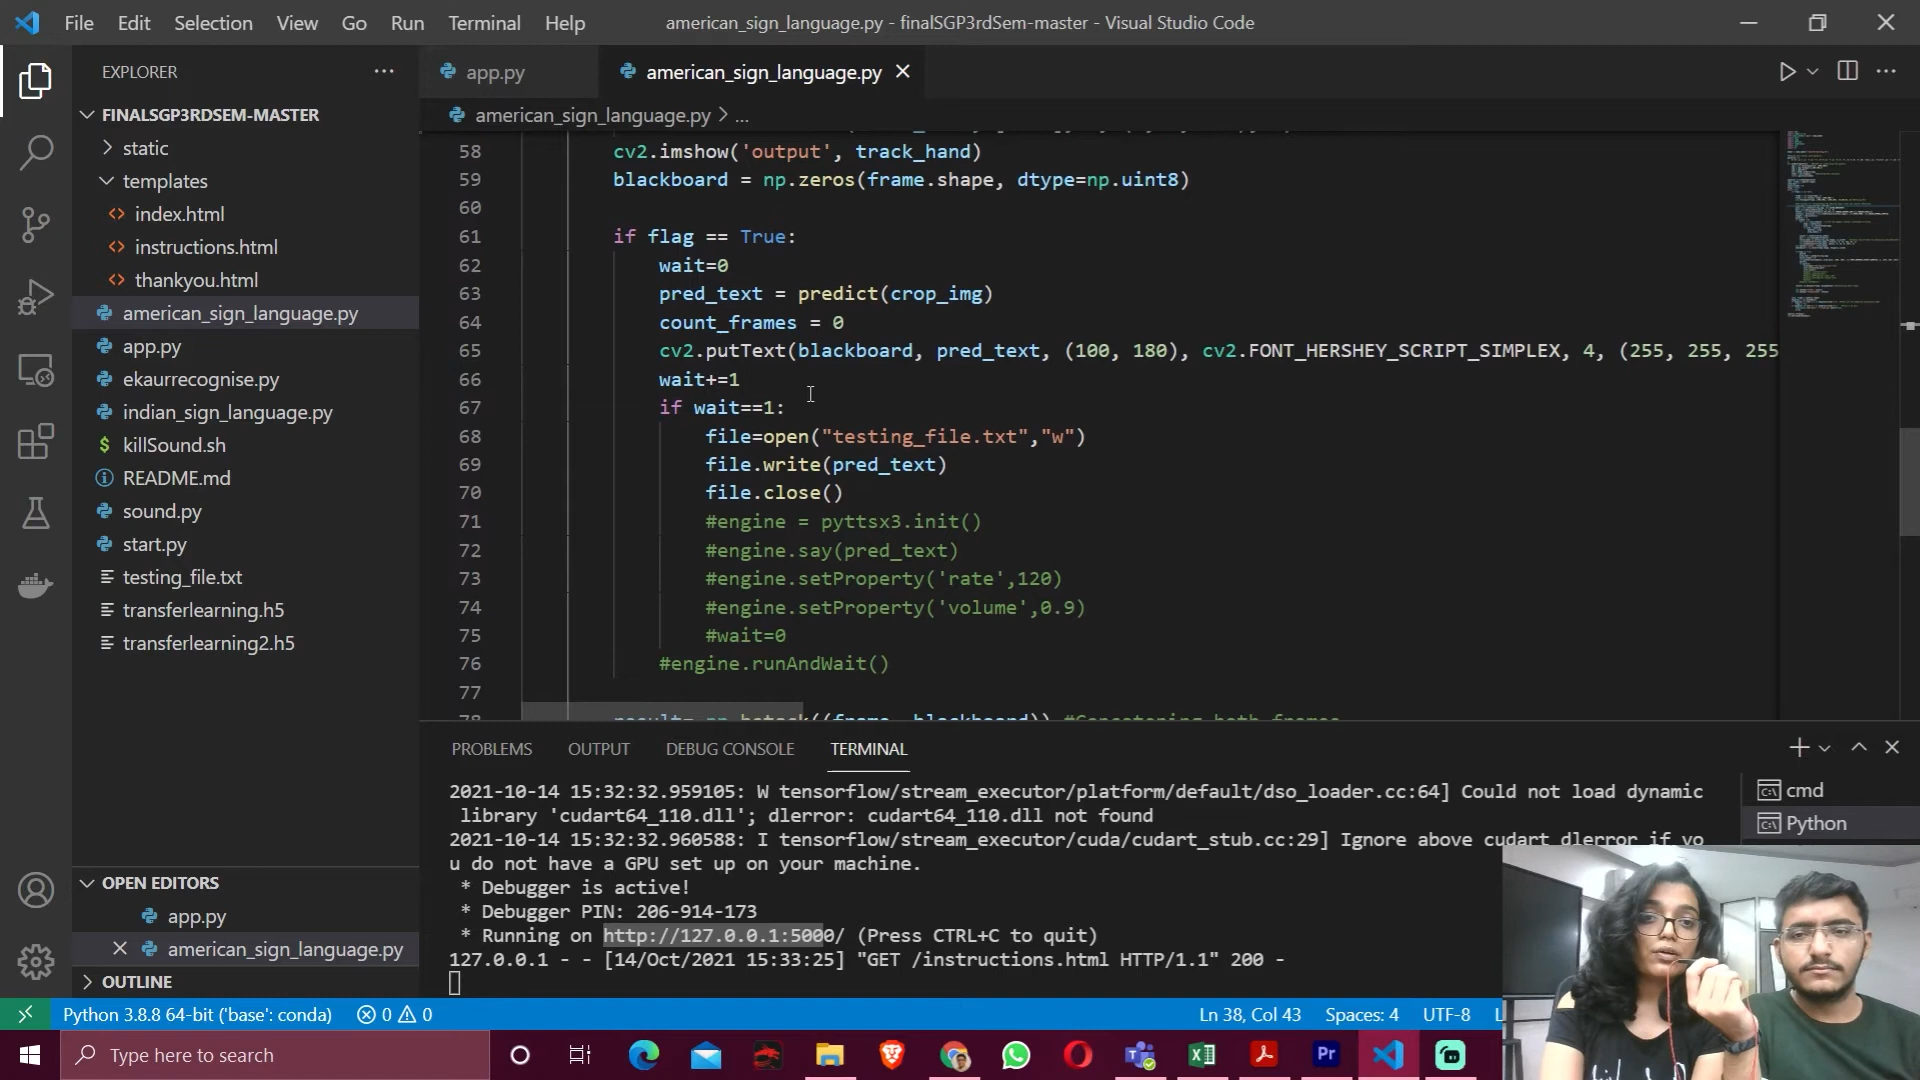 File Edit Selection View Go Run Terminal Help american_sign_language.py - finalSGP3rdSem-master - Visual Studio Code
EXPLORER
FINALSGP3RDSEM-MASTER
static
templates
index.html
instructions.html
thankyou.html
american_sign_language.py
app.py
ekaurrecognise.py
indian_sign_language.py
killSound.sh
README.md
sound.py
start.py
testing_file.txt
transferlearning.h5
transferlearning2.h5
OPEN EDITORS
app.py
american_sign_language.py
OUTLINE
app.py american_sign_language.py
american_sign_language.py > ...
58 cv2.imshow('output', track_hand)
59 blackboard = np.zeros(frame.shape, dtype=np.uint8)
60
61 if flag == True:
62 wait=0
63 pred_text = predict(crop_img)
64 count_frames = 0
65 cv2.putText(blackboard, pred_text, (100, 180), cv2.FONT_HERSHEY_SCRIPT_SIMPLEX, 4, (255, 255, 255
66 wait+=1
67 if wait==1:
68 file=open("testing_file.txt","w")
69 file.write(pred_text)
70 file.close()
71 #engine = pyttsx3.init()
72 #engine.say(pred_text)
73 #engine.setProperty('rate',120)
74 #engine.setProperty('volume',0.9)
75 #wait=0
76 #engine.runAndWait()
77
78 result= np.hstack((frame, blackboard)) #Concatening both frames
PROBLEMS OUTPUT DEBUG CONSOLE TERMINAL
2021-10-14 15:32:32.959105: W tensorflow/stream_executor/platform/default/dso_loader.cc:64] Could not load dynamic
library 'cudart64_110.dll'; dlerror: cudart64_110.dll not found
2021-10-14 15:32:32.960588: I tensorflow/stream_executor/cuda/cudart_stub.cc:29] Ignore above cudart dlerror if yo
u do not have a GPU set up on your machine.
* Debugger is active!
* Debugger PIN: 206-914-173
* Running on http://127.0.0.1:5000/ (Press CTRL+C to quit)
127.0.0.1 - - [14/Oct/2021 15:33:25] "GET /instructions.html HTTP/1.1" 200 -
cmd
Python
Python 3.8.8 64-bit ('base': conda) 0 0 Ln 38, Col 43 Spaces: 4 UTF-8
Type here to search